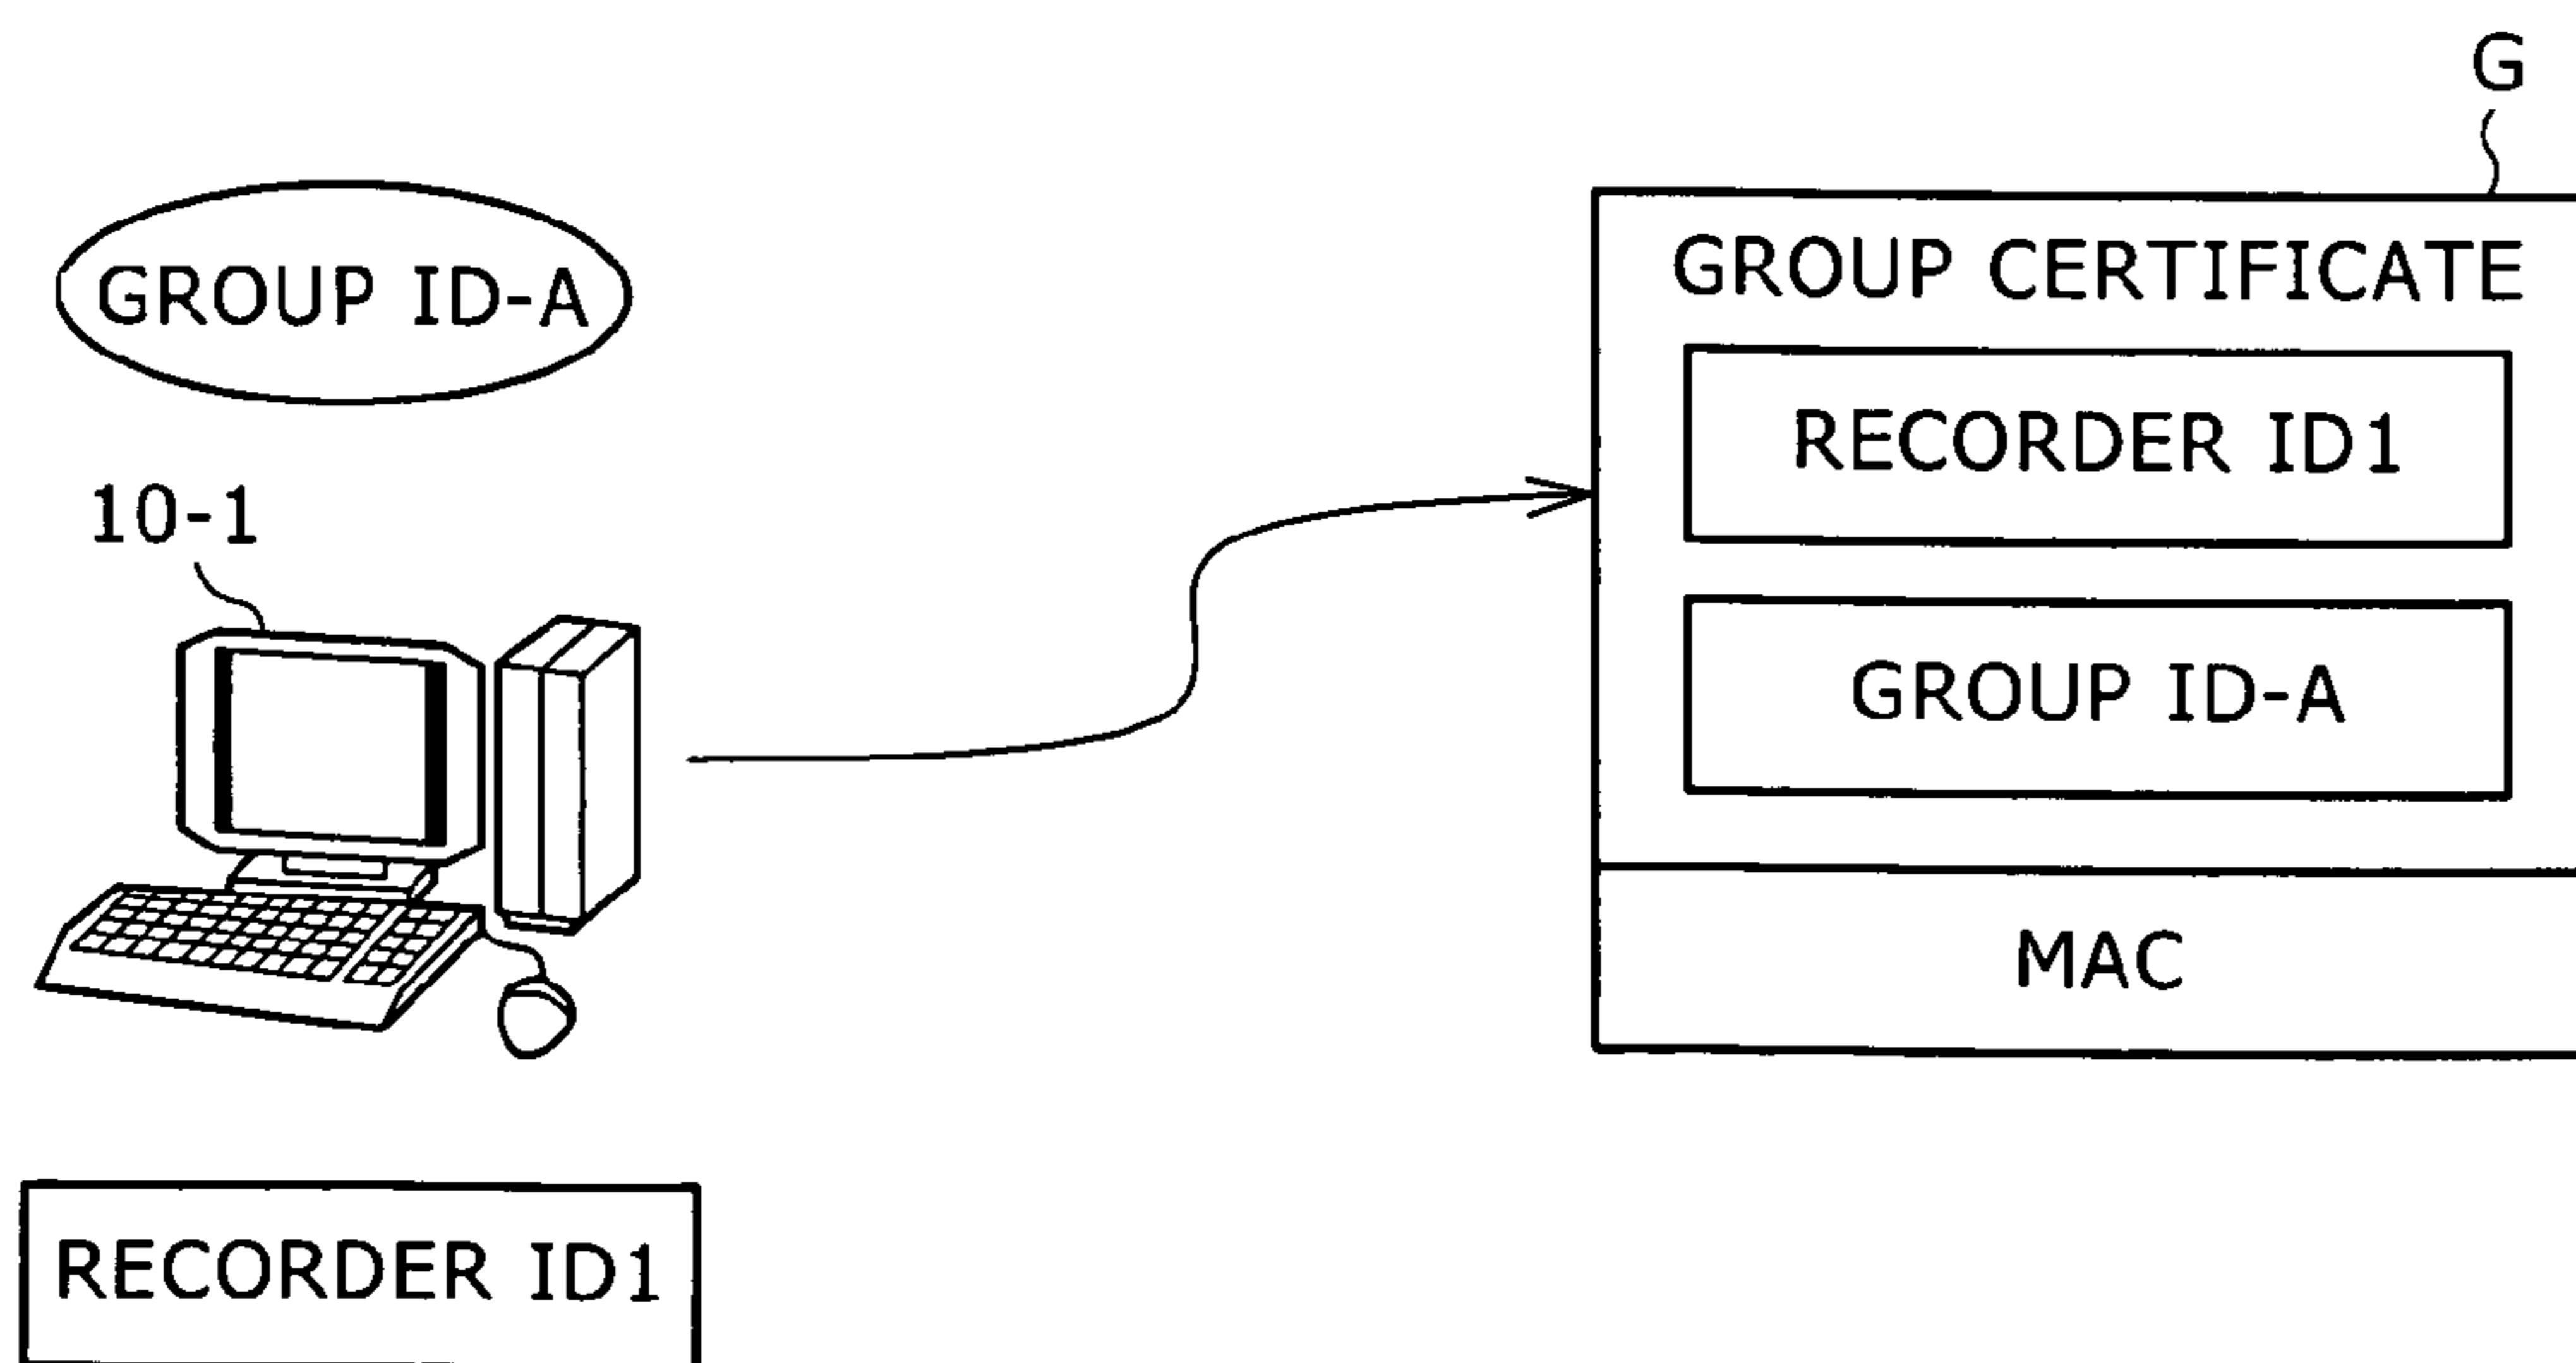 GROUP ID-A
10-1
RECORDER ID1
G
GROUP CERTIFICATE
RECORDER ID1
GROUP ID-A
MAC